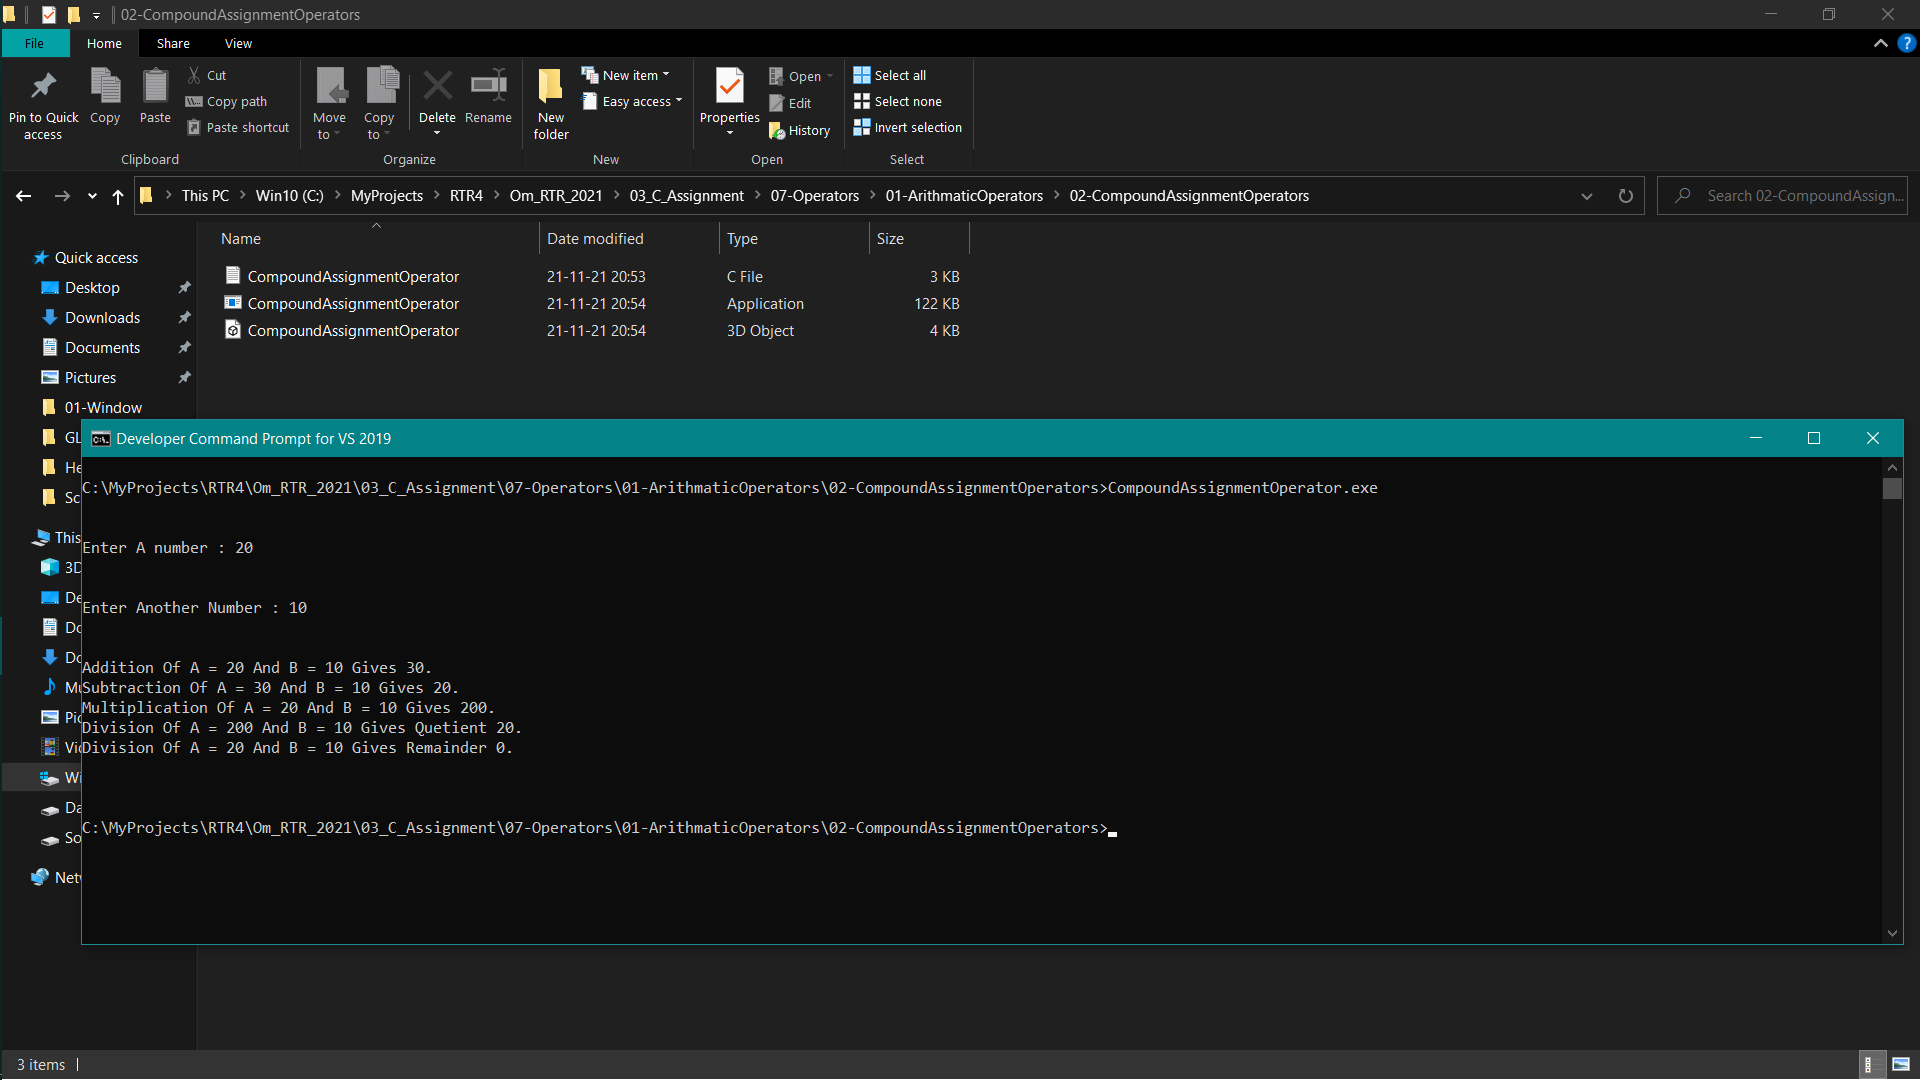 02-CompoundAssignmentOperators
File Home Share View
Pin to Quick access
Copy
Paste
Cut
Copy path
Paste shortcut
Clipboard
Move to
Copy to
Delete
Rename
Organize
New folder
New item
Easy access
New
Properties
Open
Edit
History
Open
Select all
Select none
Invert selection
Select
This PC Win10 (C:) MyProjects RTR4 Om_RTR_2021 03_C_Assignment 07-Operators 01-ArithmaticOperators 02-CompoundAssignmentOperators
Search 02-CompoundAssign...
Name Date modified Type Size
CompoundAssignmentOperator 21-11-21 20:53 C File 3 KB
CompoundAssignmentOperator 21-11-21 20:54 Application 122 KB
CompoundAssignmentOperator 21-11-21 20:54 3D Object 4 KB
Quick access
Desktop
Downloads
Documents
Pictures
01-Window
GL
He
Sc
This
3D
De
Do
Do
Mu
Pic
Vid
Wi
Da
So
Net
Developer Command Prompt for VS 2019
C:\MyProjects\RTR4\Om_RTR_2021\03_C_Assignment\07-Operators\01-ArithmaticOperators\02-CompoundAssignmentOperators>CompoundAssignmentOperator.exe
Enter A number : 20
Enter Another Number : 10
Addition Of A = 20 And B = 10 Gives 30.
Subtraction Of A = 30 And B = 10 Gives 20.
Multiplication Of A = 20 And B = 10 Gives 200.
Division Of A = 200 And B = 10 Gives Quetient 20.
Division Of A = 20 And B = 10 Gives Remainder 0.
C:\MyProjects\RTR4\Om_RTR_2021\03_C_Assignment\07-Operators\01-ArithmaticOperators\02-CompoundAssignmentOperators>
3 items